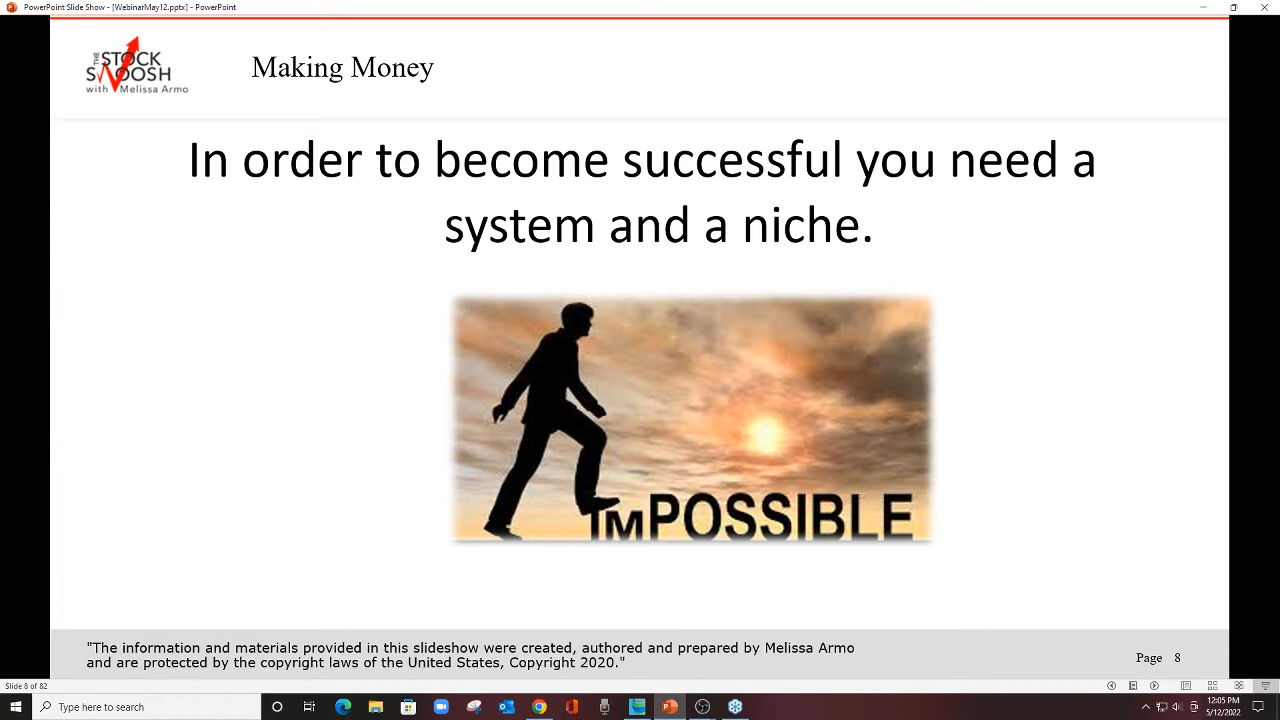 PowerPoint Slide Show - [WebinarMay12.pptx] - PowerPoint
THE STOCK
SWOOSH
with Melissa Armo
Making Money
In order to become successful you need a
system and a niche.
IMPOSSIBLE
"The information and materials provided in this slideshow were created, authored and prepared by Melissa Armo
and are protected by the copyright laws of the United States, Copyright 2020."
Page 8
Slide 8 of 82
Type here to search
12:05 PM
5/12/2022